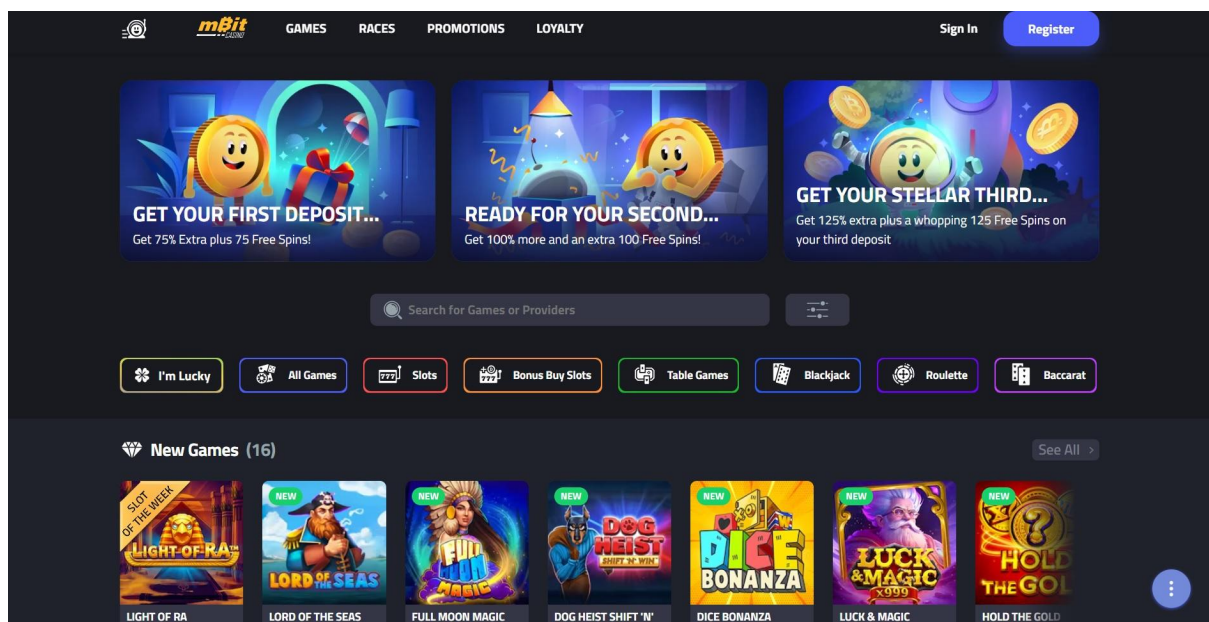 mBit
CASINO
GAMES
RACES
PROMOTIONS
LOYALTY
Sign In
Register
GET YOUR FIRST DEPOSIT...
Get 75% Extra plus 75 Free Spins!
READY FOR YOUR SECOND...
Get 100% more and an extra 100 Free Spins!
GET YOUR STELLAR THIRD...
Get 125% extra plus a whopping 125 Free Spins on
your third deposit
Search for Games or Providers
I'm Lucky
All Games
777
Slots
777
Bonus Buy Slots
Table Games
Blackjack
Roulette
Baccarat
New Games (16)
See All >
SLOT
OF THE WEEK
LIGHT OF RA
NEW
LORD OF THE SEAS
NEW
FULL
MOON
MAGIC
NEW
DOG
HEIST
SHIFT 'N' WIN
NEW
DICE
BONANZA
NEW
LUCK
& MAGIC
x999
NEW
HOLD
THE GOL
LIGHT OF RA
LORD OF THE SEAS
FULL MOON MAGIC
DOG HEIST SHIFT 'N'
DICE BONANZA
LUCK & MAGIC
HOLD THE GOLD